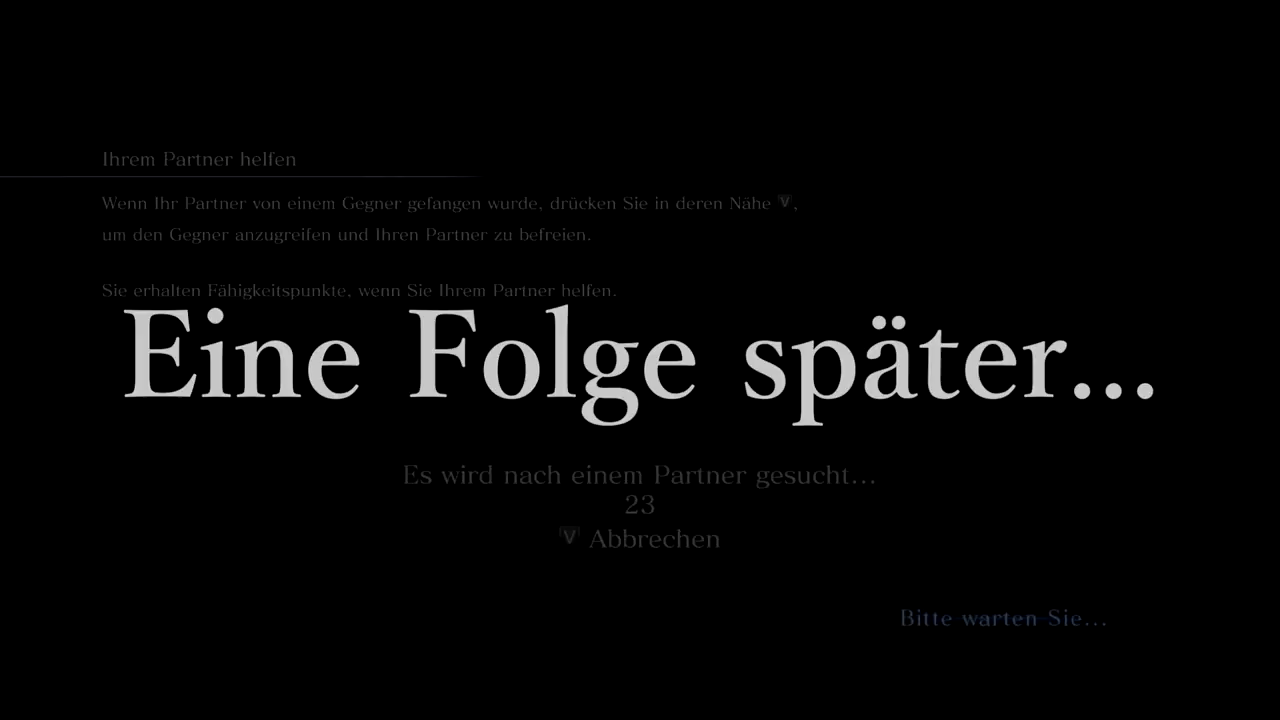 Ihrem Partner helfen
Wenn Ihr Partner von einem Gegner gefangen wurde, drücken Sie in deren Nähe V,
um den Gegner anzugreifen und Ihren Partner zu befreien.
Sie erhalten Fähigkeitspunkte, wenn Sie Ihrem Partner helfen.
Eine Folge später...
Es wird nach einem Partner gesucht...
23
V Abbrechen
Bitte warten Sie...